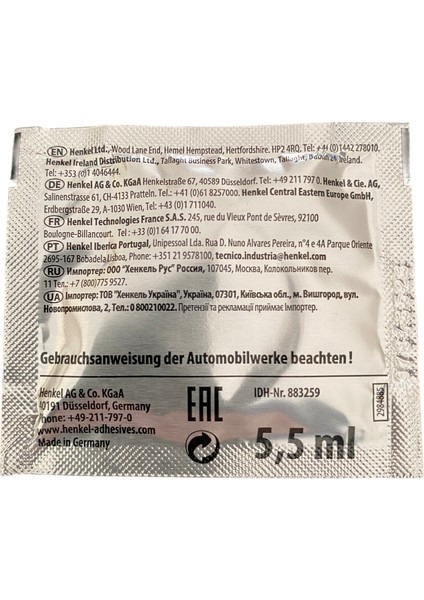 EN Henkel Ltd., Wood Lane End, Hemel Hempstead, Hertfordshire. HP2 4RQ. Tel: +44 (0)1442 278010.
Henkel Ireland Distribution Ltd., Tallaght Business Park, Whitestown, Tallaght, Dublin 24. Ireland.
Tel: +353 (0)1 4046444.
DE Henkel AG & Co. KGaA Henkelstraße 67, 40589 Düsseldorf, Tel: +49 211 797 0. Henkel & Cie. AG,
Salinenstrasse 61, CH-4133 Pratteln, Tel.: +41 (0)61 8257000. Henkel Central Eastern Europe GmbH,
Erdbergstraße 29, A-1030 Wien, Tel: +43 (0)1 711040.
FR Henkel Technologies France S.A.S. 245, rue du Vieux Pont de Sèvres, 92100
Boulogne-Billancourt. Tel: +33 (0)1 64 17 70 00.
PT Henkel Iberica Portugal, Unipessoal Lda. Rua D. Nuno Alvares Pereira, nº4 e 4A Parque Oriente
2695-167 Bobadela Lisboa, Phone: +351 21 9578100, tecnico.industria@henkel.com
RU Импортер: ООО "Хенкель Рус" Россия, 107045, Москва, Колокольников пер.
11 Тел.: +7 (800)775 9527.
UA Імпортер: ТОВ "Хенкель Україна", Україна, 07301, Київська обл., м. Вишгород, вул.
Новопромислова, 2, Тел.: 0 800210022. Претензії та рекламації приймає Імпортер.
Gebrauchsanweisung der Automobilwerke beachten !
Henkel AG & Co. KGaA
40191 Düsseldorf, Germany
Phone: +49-211-797-0
www.henkel-adhesives.com
Made in Germany
EAC
IDH-Nr. 883259
5,5 ml
2984885